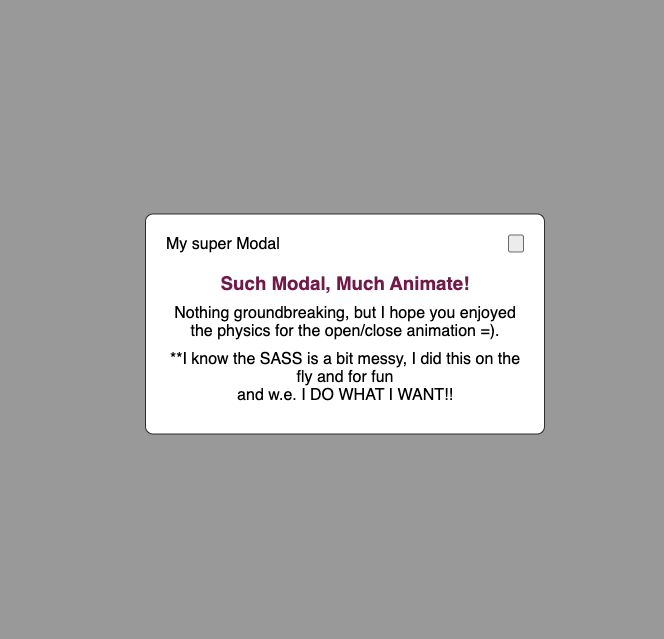 My super Modal
Such Modal, Much Animate!
Nothing groundbreaking, but I hope you enjoyed
the physics for the open/close animation =).
**I know the SASS is a bit messy, I did this on the
fly and for fun
and w.e. I DO WHAT I WANT!!